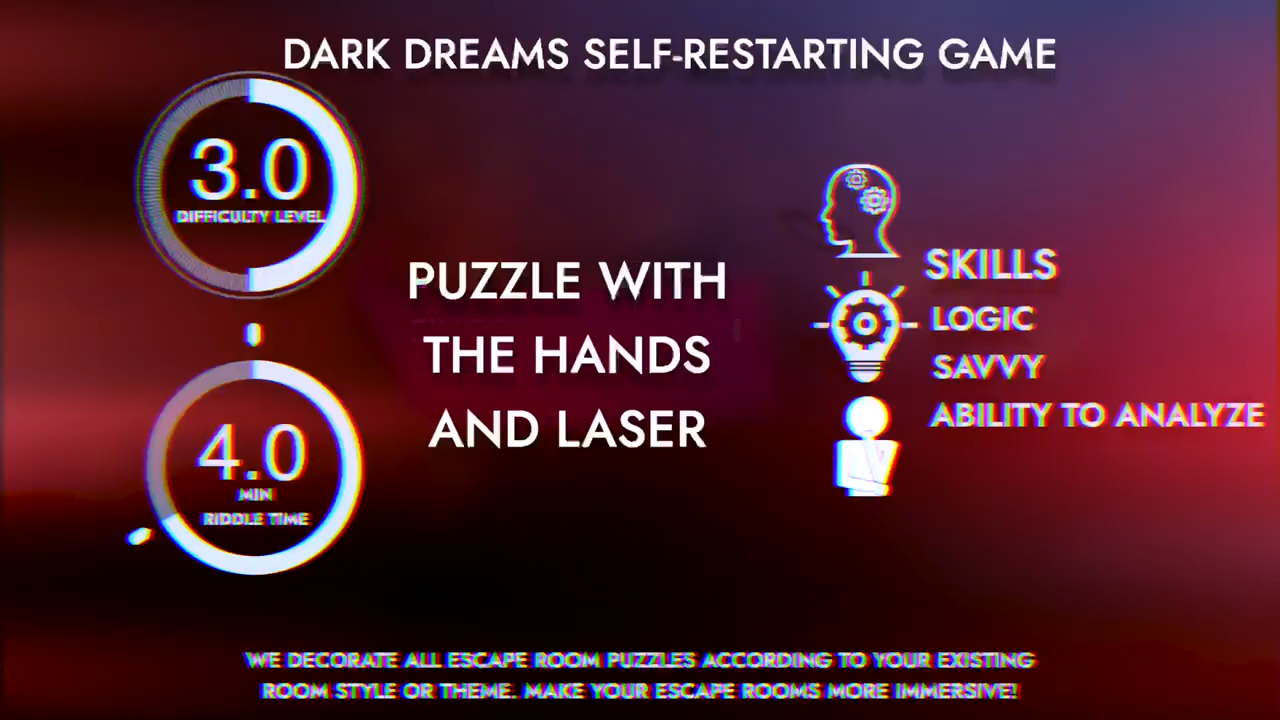 DARK DREAMS SELF-RESTARTING GAME
3.0
DIFFICULTY LEVEL
4.0
MIN
RIDDLE TIME
PUZZLE WITH
THE HANDS
AND LASER
SKILLS
LOGIC
SAVVY
ABILITY TO ANALYZE
WE DECORATE ALL ESCAPE ROOM PUZZLES ACCORDING TO YOUR EXISTING
ROOM STYLE OR THEME. MAKE YOUR ESCAPE ROOMS MORE IMMERSIVE!